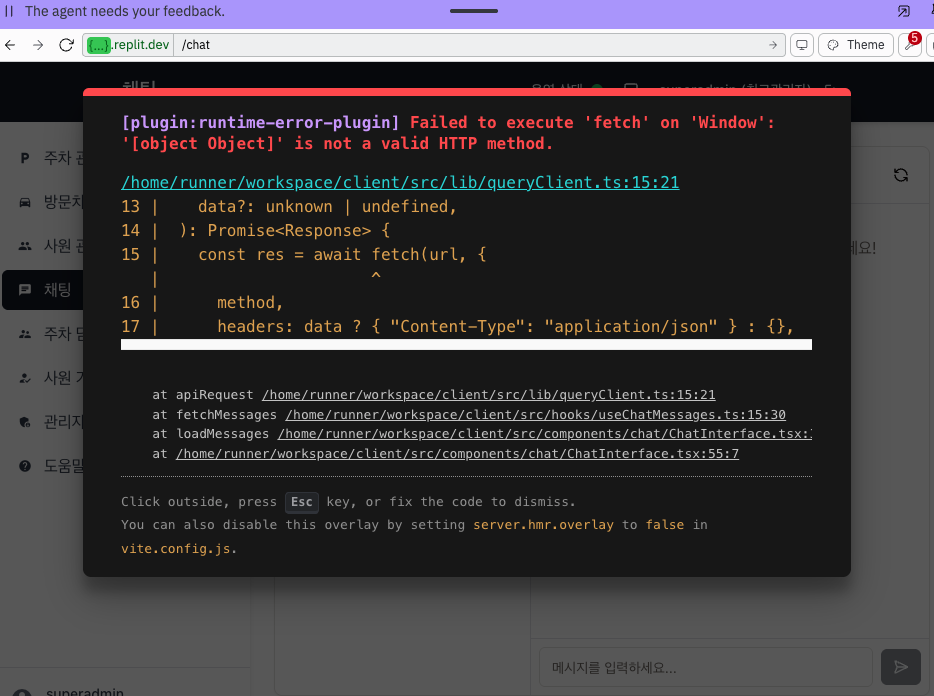 The agent needs your feedback.
{...}.replit.dev /chat
Theme
5
채팅
superadmin (최고관리자)
[plugin:runtime-error-plugin] Failed to execute 'fetch' on 'Window':
'[object Object]' is not a valid HTTP method.
/home/runner/workspace/client/src/lib/queryClient.ts:15:21
13 | data?: unknown | undefined,
14 | ): Promise<Response> {
15 | const res = await fetch(url, {
| ^
16 | method,
17 | headers: data ? { "Content-Type": "application/json" } : {},
at apiRequest /home/runner/workspace/client/src/lib/queryClient.ts:15:21
at fetchMessages /home/runner/workspace/client/src/hooks/useChatMessages.ts:15:30
at loadMessages /home/runner/workspace/client/src/components/chat/ChatInterface.tsx:
at /home/runner/workspace/client/src/components/chat/ChatInterface.tsx:55:7
Click outside, press Esc key, or fix the code to dismiss.
You can also disable this overlay by setting server.hmr.overlay to false in
vite.config.js.
P 주차 관
방문차
사원 관
채팅
주차
사원
관리자
도움말
세요!
메시지를 입력하세요...
superadmin